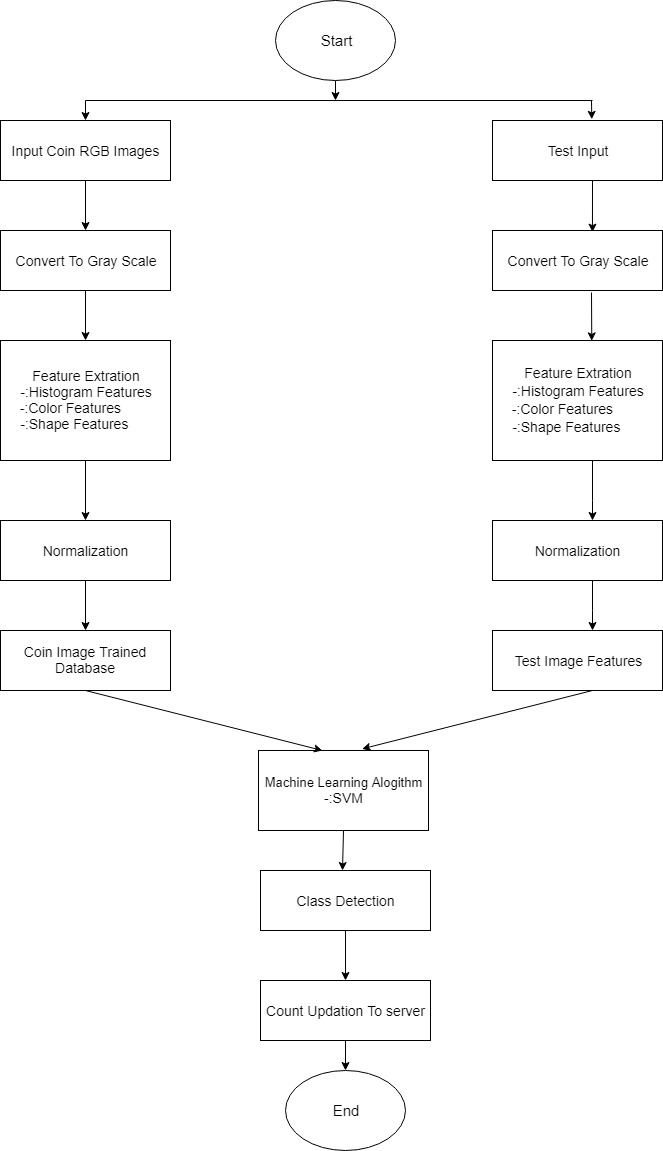 Start
Input Coin RGB Images
Test Input
Convert To Gray Scale
Convert To Gray Scale
Feature Extration
-:Histogram Features
-:Color Features
-:Shape Features
Feature Extration
-:Histogram Features
-:Color Features
-:Shape Features
Normalization
Normalization
Coin Image Trained
Database
Test Image Features
Machine Learning Alogithm
-:SVM
Class Detection
Count Updation To server
End